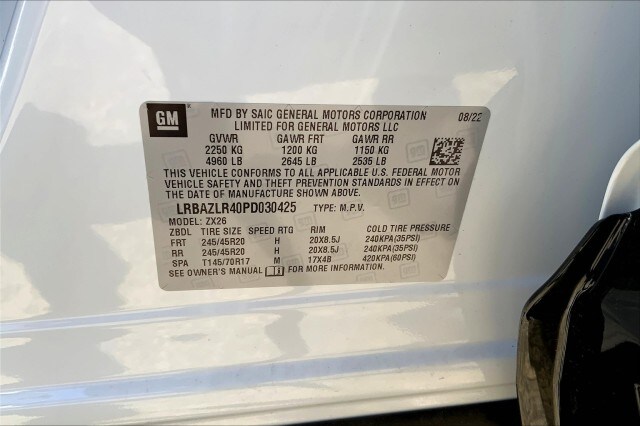 GM
MFD BY SAIC GENERAL MOTORS CORPORATION 08/22
LIMITED FOR GENERAL MOTORS LLC
GVWR GAWR FRT GAWR RR
2250 KG 1200 KG 1150 KG
4960 LB 2645 LB 2535 LB
THIS VEHICLE CONFORMS TO ALL APPLICABLE U.S. FEDERAL MOTOR
VEHICLE SAFETY AND THEFT PREVENTION STANDARDS IN EFFECT ON
THE DATE OF MANUFACTURE SHOWN ABOVE.
LRBAZLR40PD030425 TYPE: M.P.V.
MODEL: ZX26
ZBDL TIRE SIZE SPEED RTG RIM COLD TIRE PRESSURE
FRT 245/45R20 H 20X8.5J 240KPA(35PSI)
RR 245/45R20 H 20X8.5J 240KPA(35PSI)
SPA T145/70R17 M 17X4B 420KPA(60PSI)
SEE OWNER'S MANUAL FOR MORE INFORMATION.